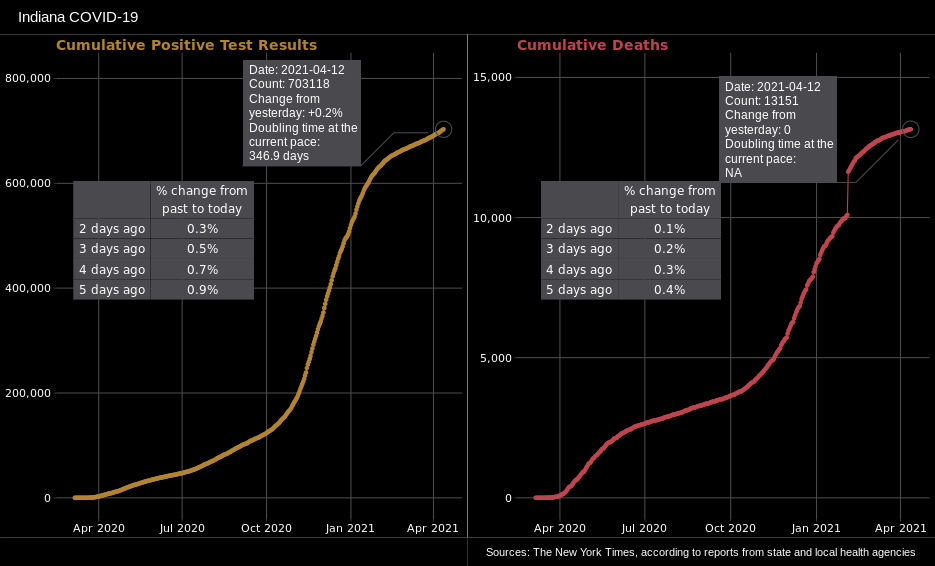 Indiana COVID-19
Cumulative Positive Test Results
800,000
600,000
400,000
200,000
0
Date: 2021-04-12
Count: 703118
Change from
yesterday: +0.2%
Doubling time at the
current pace:
346.9 days
% change from
past to today
2 days ago 0.3%
3 days ago 0.5%
4 days ago 0.7%
5 days ago 0.9%
Apr 2020 Jul 2020 Oct 2020 Jan 2021 Apr 2021
Cumulative Deaths
15,000
10,000
5,000
0
Date: 2021-04-12
Count: 13151
Change from
yesterday: 0
Doubling time at the
current pace:
NA
% change from
past to today
2 days ago 0.1%
3 days ago 0.2%
4 days ago 0.3%
5 days ago 0.4%
Apr 2020 Jul 2020 Oct 2020 Jan 2021 Apr 2021
Sources: The New York Times, according to reports from state and local health agencies